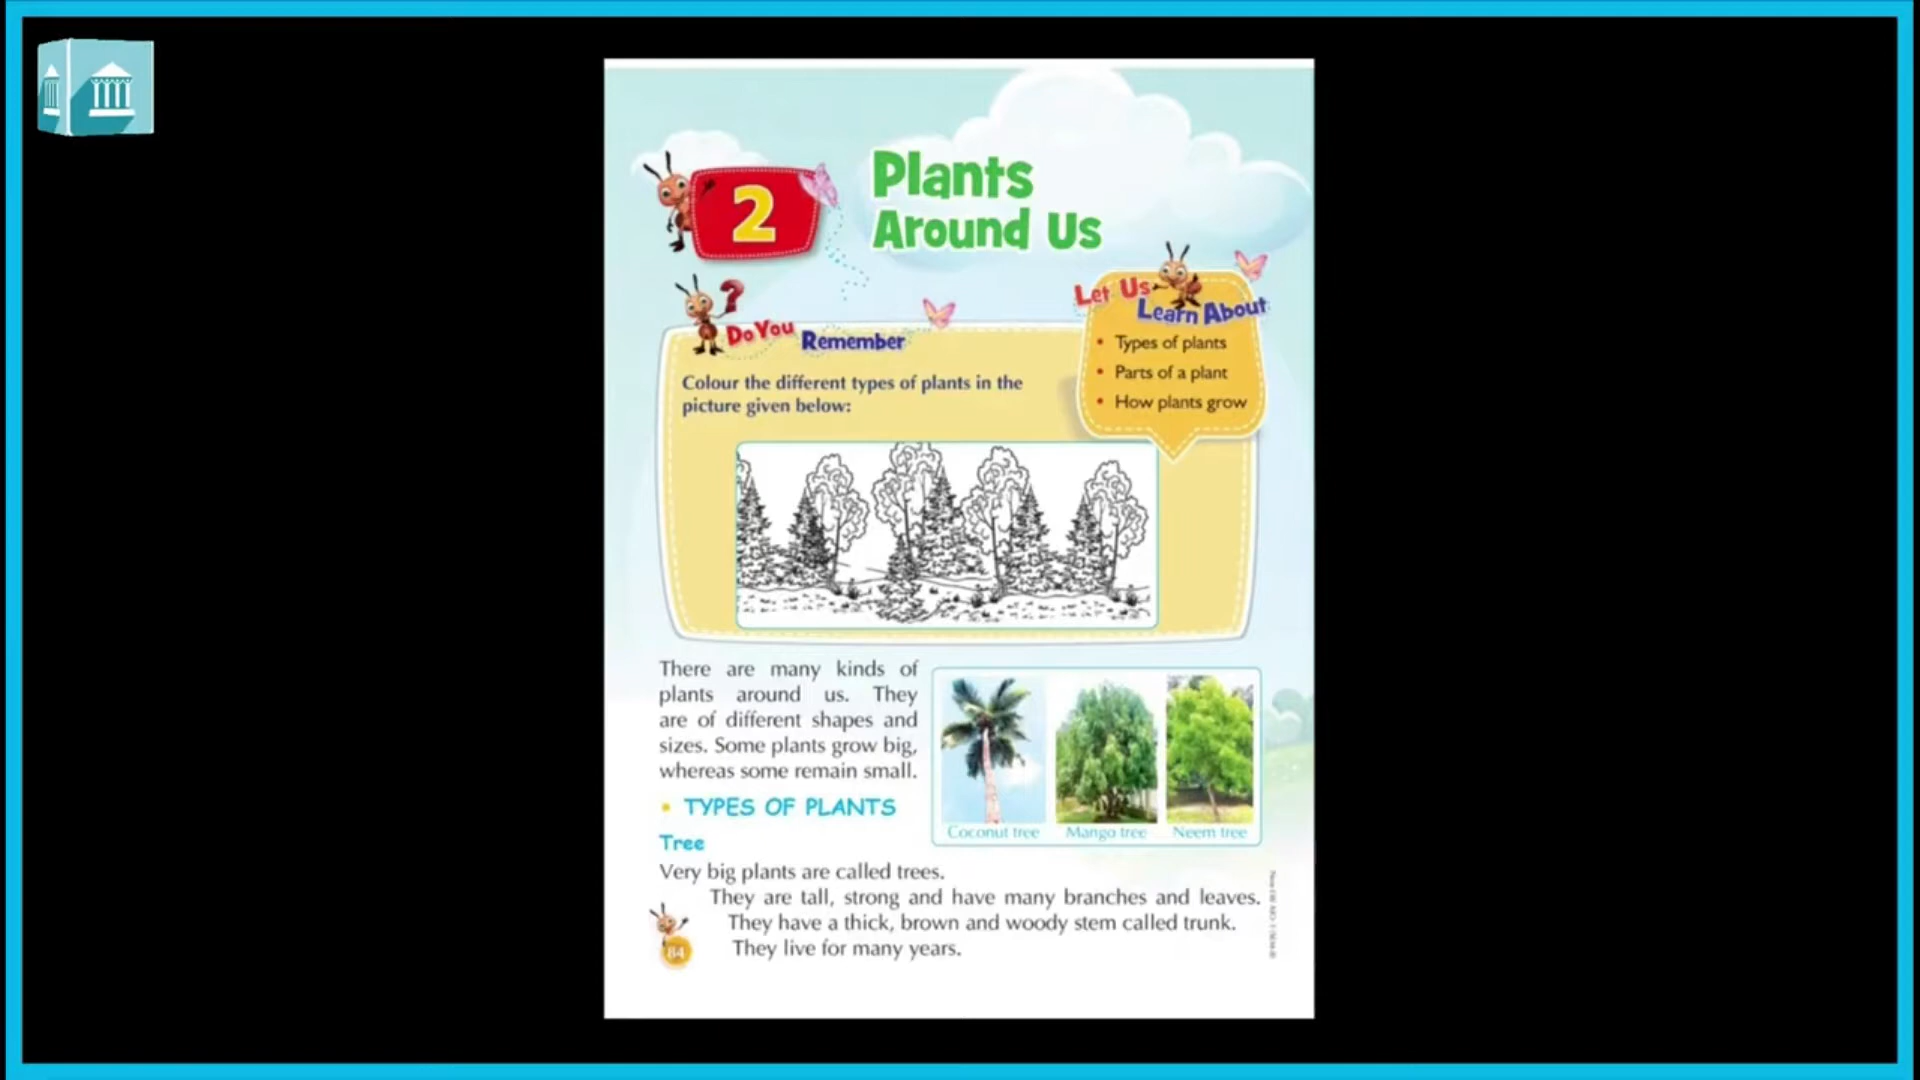 2
Plants
Around Us
Let Us
Learn About
• Types of plants
• Parts of a plant
• How plants grow
Do You Remember
Colour the different types of plants in the
picture given below:
There are many kinds of
plants around us. They
are of different shapes and
sizes. Some plants grow big,
whereas some remain small.
Coconut tree Mango tree Neem tree
• TYPES OF PLANTS
Tree
Very big plants are called trees.
They are tall, strong and have many branches and leaves.
They have a thick, brown and woody stem called trunk.
They live for many years.
84